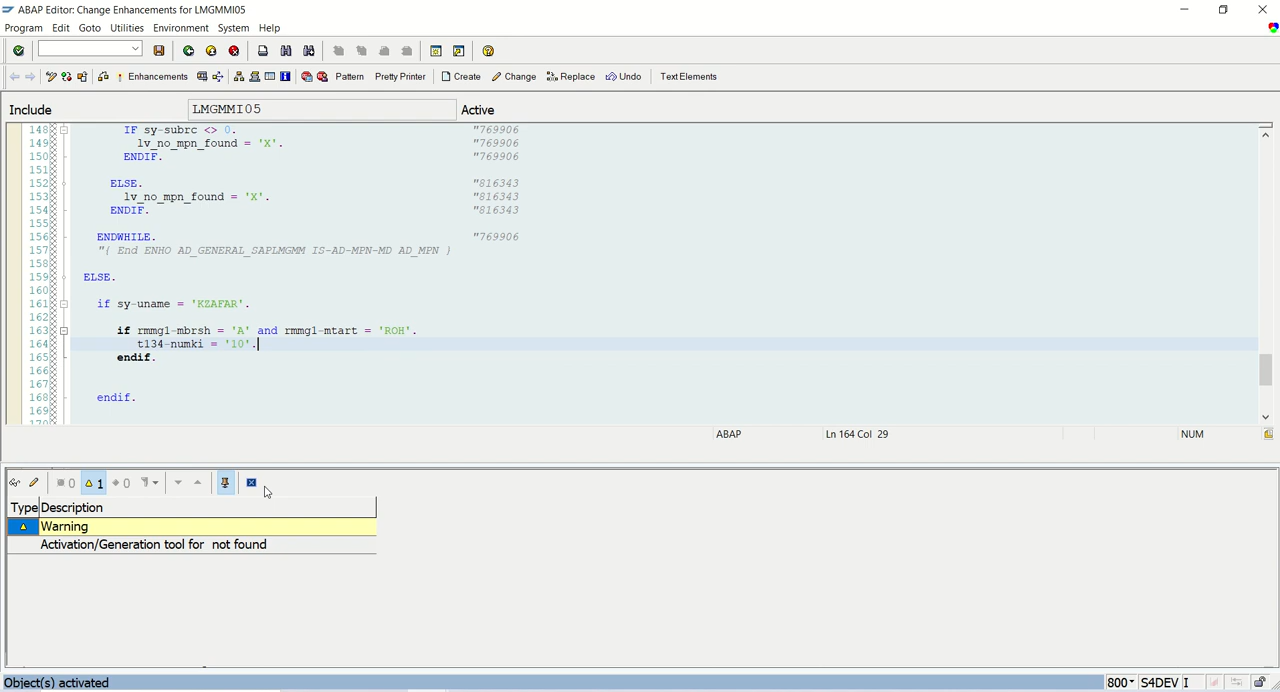 ABAP Editor: Change Enhancements for LMGMMI05
Program Edit Goto Utilities Environment System Help
Enhancements Pattern Pretty Printer Create Change Replace Undo Text Elements
Include LMGMMI05 Active
148 IF sy-subrc <> 0. "769906
149 lv_no_mpn_found = 'X'. "769906
150 ENDIF. "769906
151
152 ELSE. "816343
153 lv_no_mpn_found = 'X'. "816343
154 ENDIF. "816343
155
156 ENDWHILE. "769906
157 "{ End ENHO AD_GENERAL_SAPLMGMM IS-AD-MPN-MD AD_MPN }
158
159 ELSE.
160
161 if sy-uname = 'KZAFAR'.
162
163 if rmmg1-mbrsh = 'A' and rmmg1-mtart = 'ROH'.
164 t134-numki = '10'.
165 endif.
166
167
168 endif.
169
170
ABAP Ln 164 Col 29 NUM
0 1 0
Type Description
Warning
Activation/Generation tool for not found
Object(s) activated 800 S4DEV I